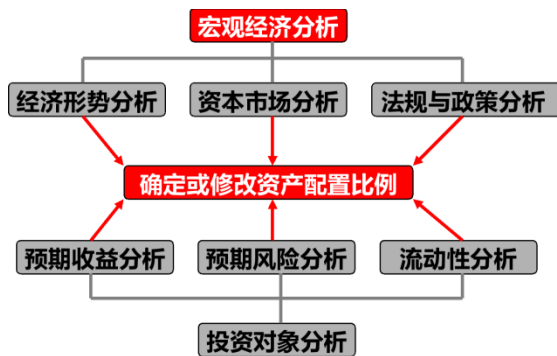 宏观经济分析
经济形势分析
资本市场分析
法规与政策分析
确定或修改资产配置比例
预期收益分析
预期风险分析
流动性分析
投资对象分析